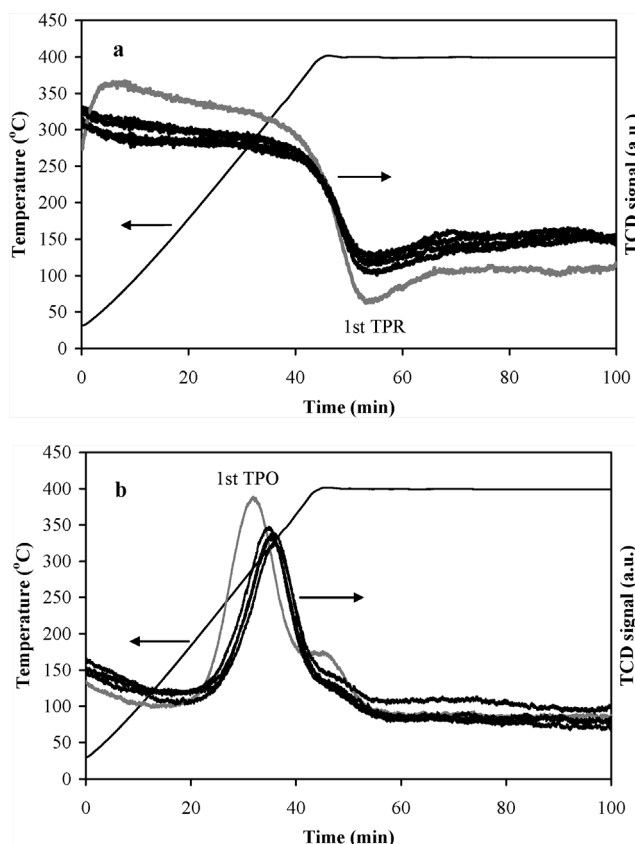 a
450
400
350
300
250
200
150
100
50
0
Temperature (°C)
TCD signal (a.u.)
1st TPR
0 20 40 60 80 100
Time (min)
b
1st TPO
450
400
350
300
250
200
150
100
50
0
Temperature (°C)
TCD signal (a.u.)
0 20 40 60 80 100
Time (min)